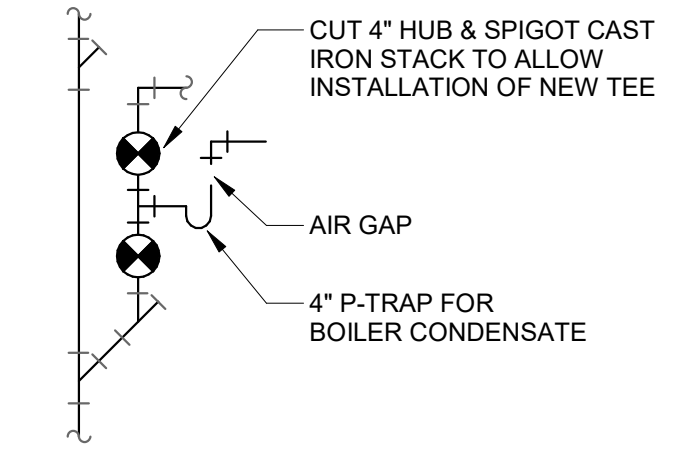 CUT 4" HUB & SPIGOT CAST
IRON STACK TO ALLOW
INSTALLATION OF NEW TEE
AIR GAP
4" P-TRAP FOR
BOILER CONDENSATE